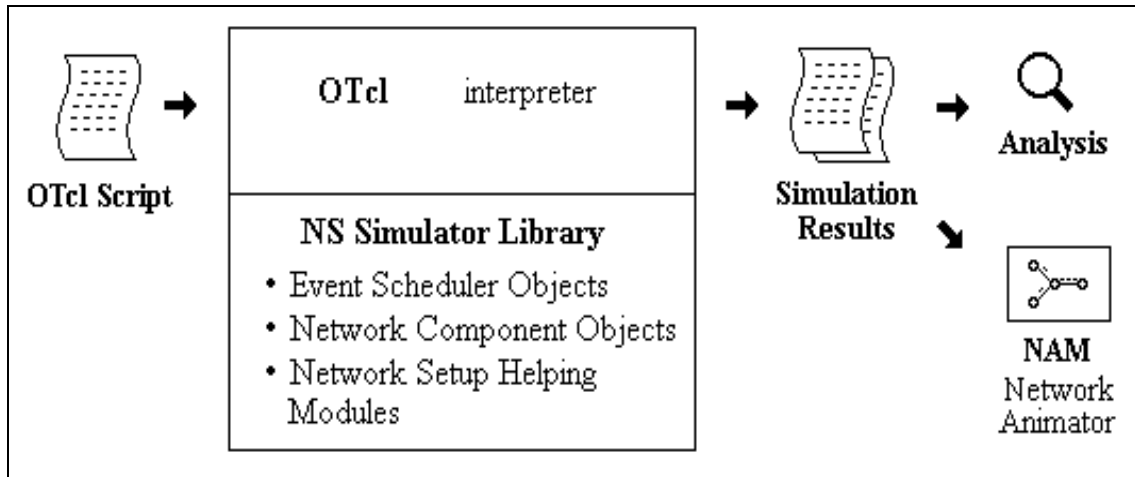 OTcl interpreter
OTcl Script
NS Simulator Library
• Event Scheduler Objects
• Network Component Objects
• Network Setup Helping
Modules
Simulation
Results
Analysis
NAM
Network
Animator